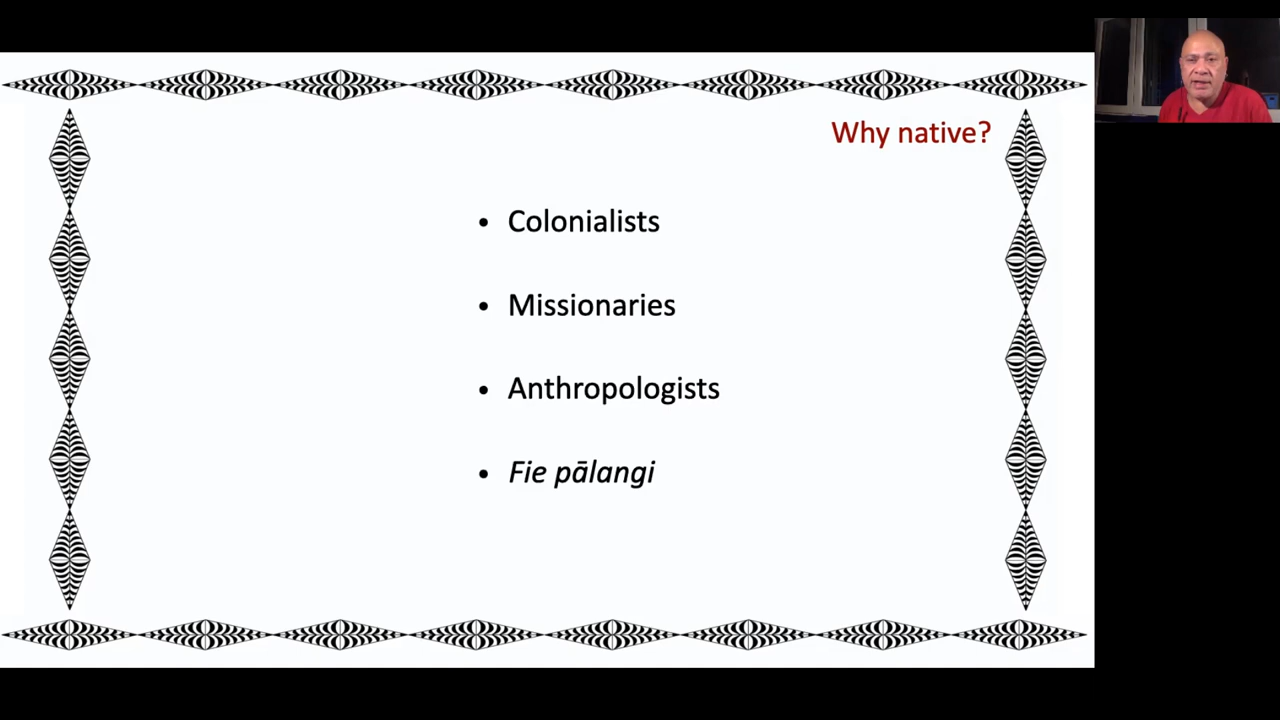 Why native?
• Colonialists
• Missionaries
• Anthropologists
• Fie pālangi